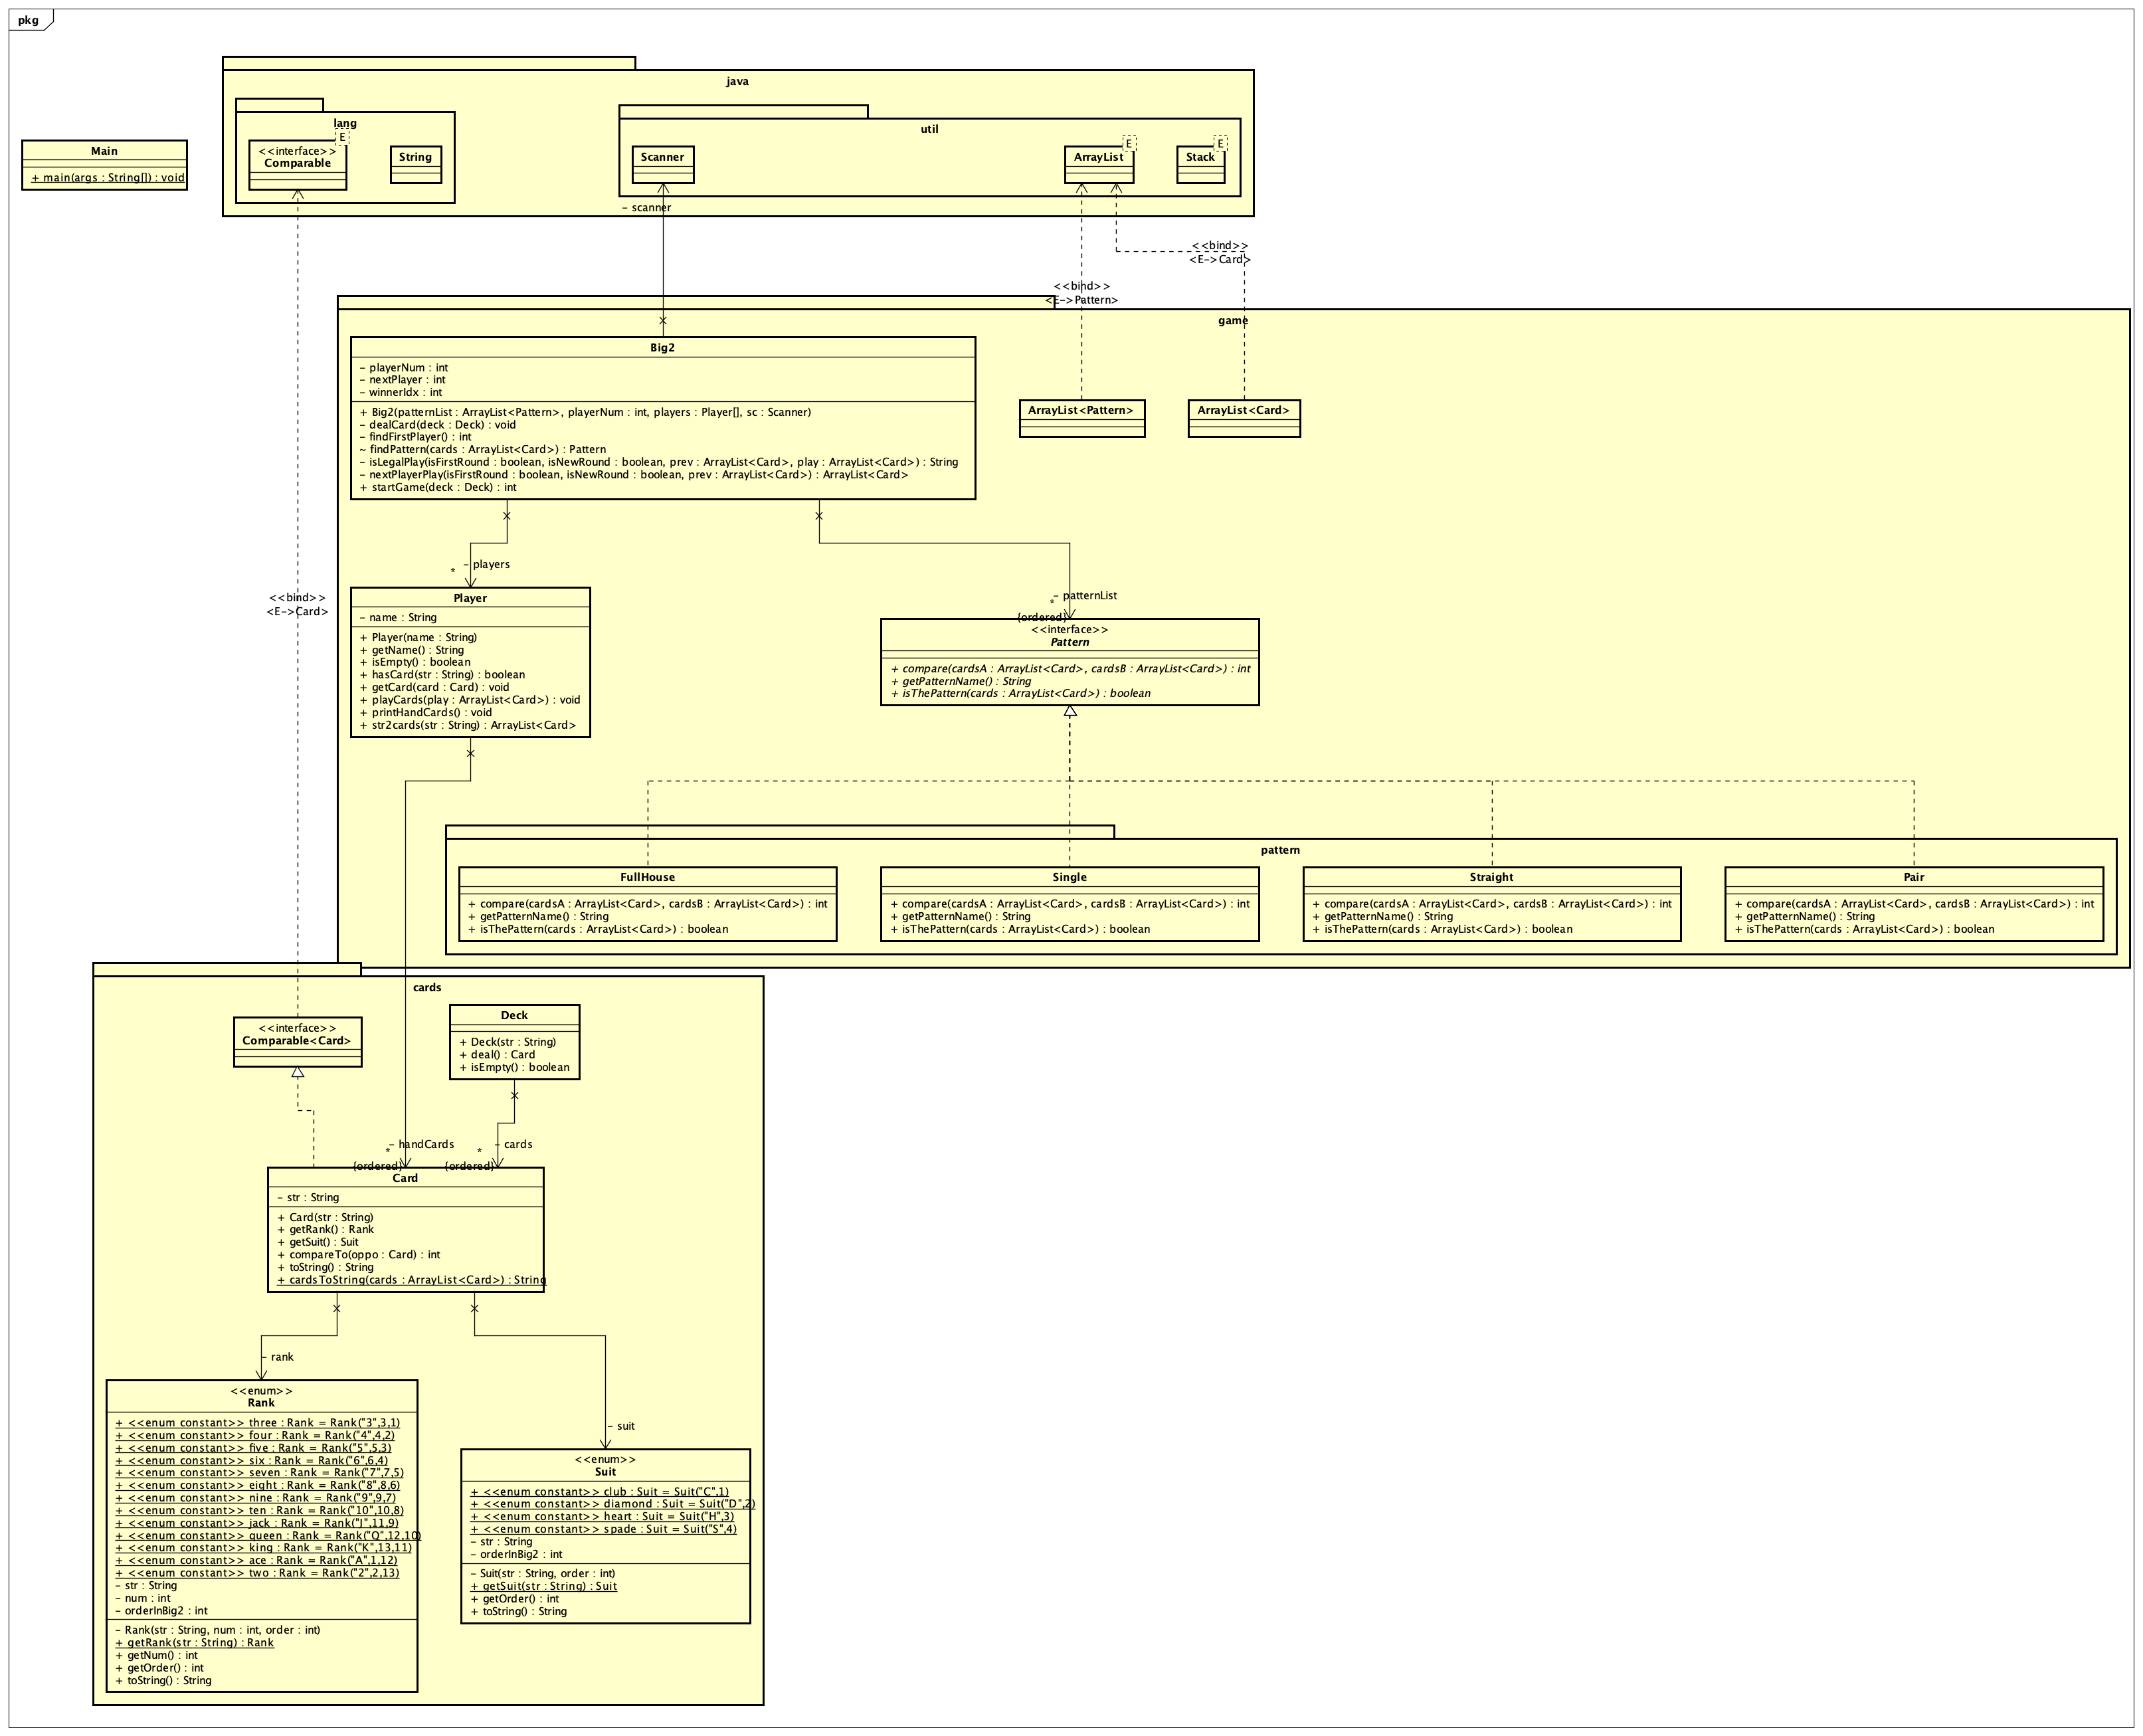 pkg
java
lang
E
<<interface>>
Comparable
String
util
Scanner
E
ArrayList
E
Stack
Main
+ main(args : String[]) : void
– scanner
<<bind>>
<E->Card>
<<bind>>
<E->Pattern>
game
Big2
– playerNum : int
– nextPlayer : int
– winnerIdx : int
+ Big2(patternList : ArrayList<Pattern>, playerNum : int, players : Player[], sc : Scanner)
– dealCard(deck : Deck) : void
– findFirstPlayer() : int
~ findPattern(cards : ArrayList<Card>) : Pattern
– isLegalPlay(isFirstRound : boolean, isNewRound : boolean, prev : ArrayList<Card>, play : ArrayList<Card>) : String
– nextPlayerPlay(isFirstRound : boolean, isNewRound : boolean, prev : ArrayList<Card>) : ArrayList<Card>
+ startGame(deck : Deck) : int
ArrayList<Pattern>
ArrayList<Card>
– players
*
– patternList
*
{ordered}
<<bind>>
<E->Card>
Player
– name : String
+ Player(name : String)
+ getName() : String
+ isEmpty() : boolean
+ hasCard(str : String) : boolean
+ getCard(card : Card) : void
+ playCards(play : ArrayList<Card>) : void
+ printHandCards() : void
+ str2cards(str : String) : ArrayList<Card>
<<interface>>
Pattern
+ compare(cardsA : ArrayList<Card>, cardsB : ArrayList<Card>) : int
+ getPatternName() : String
+ isThePattern(cards : ArrayList<Card>) : boolean
pattern
FullHouse
+ compare(cardsA : ArrayList<Card>, cardsB : ArrayList<Card>) : int
+ getPatternName() : String
+ isThePattern(cards : ArrayList<Card>) : boolean
Single
+ compare(cardsA : ArrayList<Card>, cardsB : ArrayList<Card>) : int
+ getPatternName() : String
+ isThePattern(cards : ArrayList<Card>) : boolean
Straight
+ compare(cardsA : ArrayList<Card>, cardsB : ArrayList<Card>) : int
+ getPatternName() : String
+ isThePattern(cards : ArrayList<Card>) : boolean
Pair
+ compare(cardsA : ArrayList<Card>, cardsB : ArrayList<Card>) : int
+ getPatternName() : String
+ isThePattern(cards : ArrayList<Card>) : boolean
cards
<<interface>>
Comparable<Card>
Deck
+ Deck(str : String)
+ deal() : Card
+ isEmpty() : boolean
– handCards
*
{ordered}
– cards
*
{ordered}
Card
– str : String
+ Card(str : String)
+ getRank() : Rank
+ getSuit() : Suit
+ compareTo(oppo : Card) : int
+ toString() : String
+ cardsToString(cards : ArrayList<Card>) : String
– rank
– suit
<<enum>>
Rank
+ <<enum constant>> three : Rank = Rank("3",3,1)
+ <<enum constant>> four : Rank = Rank("4",4,2)
+ <<enum constant>> five : Rank = Rank("5",5,3)
+ <<enum constant>> six : Rank = Rank("6",6,4)
+ <<enum constant>> seven : Rank = Rank("7",7,5)
+ <<enum constant>> eight : Rank = Rank("8",8,6)
+ <<enum constant>> nine : Rank = Rank("9",9,7)
+ <<enum constant>> ten : Rank = Rank("10",10,8)
+ <<enum constant>> jack : Rank = Rank("J",11,9)
+ <<enum constant>> queen : Rank = Rank("Q",12,10)
+ <<enum constant>> king : Rank = Rank("K",13,11)
+ <<enum constant>> ace : Rank = Rank("A",1,12)
+ <<enum constant>> two : Rank = Rank("2",2,13)
– str : String
– num : int
– orderInBig2 : int
– Rank(str : String, num : int, order : int)
+ getRank(str : String) : Rank
+ getNum() : int
+ getOrder() : int
+ toString() : String
<<enum>>
Suit
+ <<enum constant>> club : Suit = Suit("C",1)
+ <<enum constant>> diamond : Suit = Suit("D",2)
+ <<enum constant>> heart : Suit = Suit("H",3)
+ <<enum constant>> spade : Suit = Suit("S",4)
– str : String
– orderInBig2 : int
– Suit(str : String, order : int)
+ getSuit(str : String) : Suit
+ getOrder() : int
+ toString() : String